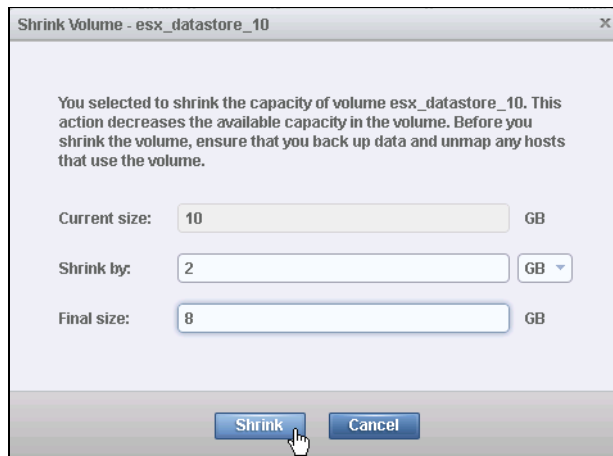 Shrink Volume - esx_datastore_10 x
You selected to shrink the capacity of volume esx_datastore_10. This
action decreases the available capacity in the volume. Before you
shrink the volume, ensure that you back up data and unmap any hosts
that use the volume.
Current size: 10 GB
Shrink by: 2 GB
Final size: 8 GB
Shrink Cancel